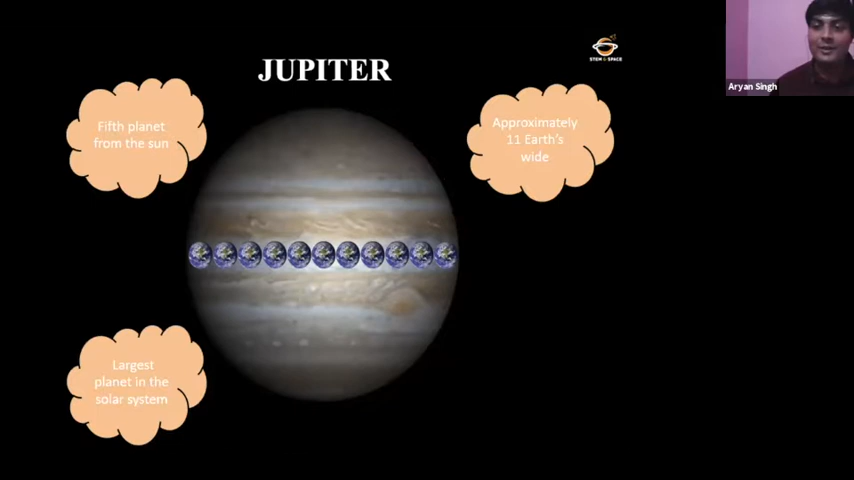 JUPITER
STEM & SPACE
Aryan Singh
Fifth planet
from the sun
Approximately
11 Earth's
wide
Largest
planet in the
solar system